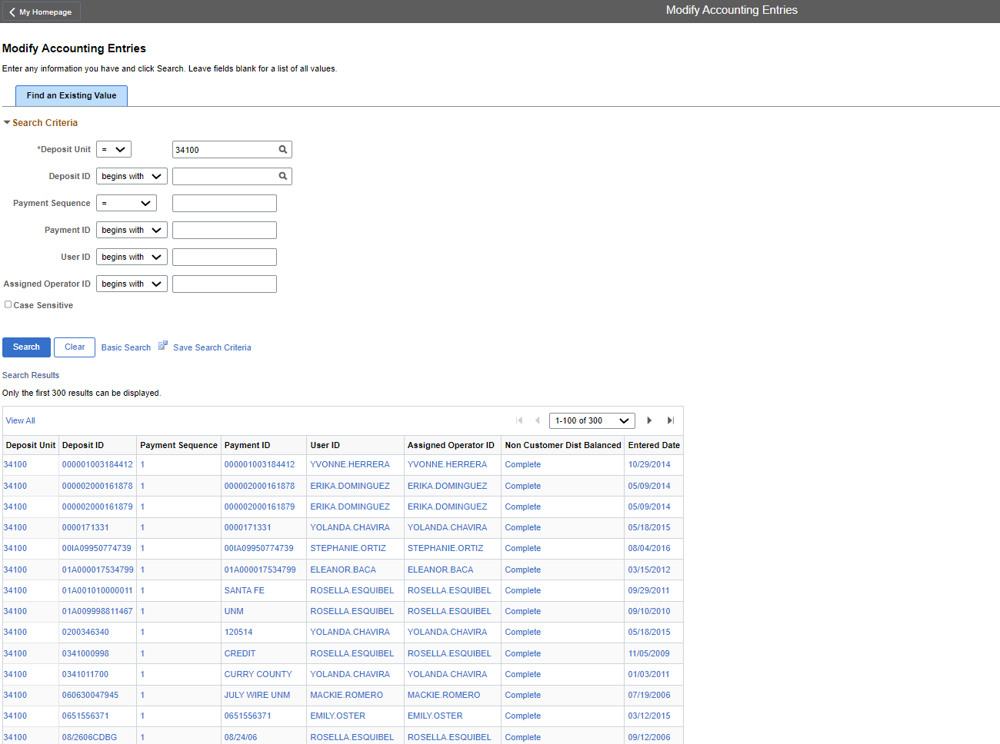 My Homepage
Modify Accounting Entries
Modify Accounting Entries
Enter any information you have and click Search. Leave fields blank for a list of all values.
Find an Existing Value
Search Criteria
*Deposit Unit = 34100
Deposit ID begins with
Payment Sequence =
Payment ID begins with
User ID begins with
Assigned Operator ID begins with
Case Sensitive
Search Clear Basic Search Save Search Criteria
Search Results
Only the first 300 results can be displayed.
View All 1-100 of 300
Deposit Unit Deposit ID Payment Sequence Payment ID User ID Assigned Operator ID Non Customer Dist Balanced Entered Date
34100 000001003184412 1 000001003184412 YVONNE.HERRERA YVONNE.HERRERA Complete 10/29/2014
34100 000002000161878 1 000002000161878 ERIKA.DOMINGUEZ ERIKA.DOMINGUEZ Complete 05/09/2014
34100 000002000161879 1 000002000161879 ERIKA.DOMINGUEZ ERIKA.DOMINGUEZ Complete 05/09/2014
34100 0000171331 1 0000171331 YOLANDA.CHAVIRA YOLANDA.CHAVIRA Complete 05/18/2015
34100 00IA09950774739 1 00IA09950774739 STEPHANIE.ORTIZ STEPHANIE.ORTIZ Complete 08/04/2016
34100 01A000017534799 1 01A000017534799 ELEANOR.BACA ELEANOR.BACA Complete 03/15/2012
34100 01A001010000011 1 SANTA FE ROSELLA.ESQUIBEL ROSELLA.ESQUIBEL Complete 09/29/2011
34100 01A009998811467 1 UNM ROSELLA.ESQUIBEL ROSELLA.ESQUIBEL Complete 09/10/2010
34100 0200346340 1 120514 YOLANDA.CHAVIRA YOLANDA.CHAVIRA Complete 05/18/2015
34100 0341000998 1 CREDIT ROSELLA.ESQUIBEL ROSELLA.ESQUIBEL Complete 11/05/2009
34100 0341011700 1 CURRY COUNTY YOLANDA.CHAVIRA YOLANDA.CHAVIRA Complete 01/03/2011
34100 060630047945 1 JULY WIRE UNM MACKIE.ROMERO MACKIE.ROMERO Complete 07/19/2006
34100 0651556371 1 0651556371 EMILY.OSTER EMILY.OSTER Complete 03/12/2015
34100 08/2606CDBG 1 08/24/06 ROSELLA.ESQUIBEL ROSELLA.ESQUIBEL Complete 09/12/2006